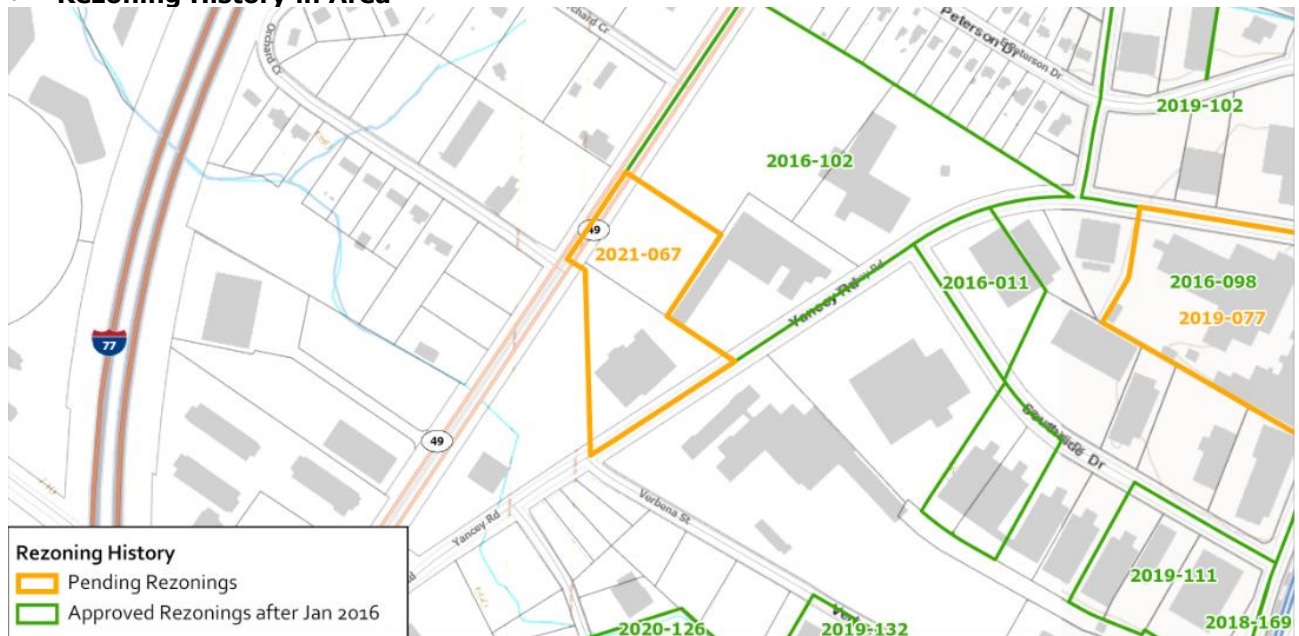 Rezoning History in Area
Orchard Cr
Peterson Dr
Peterson Dr
2019-102
2016-102
49
2021-067
2016-011
2016-098
2019-077
Yancey Rd
77
49
Southside Dr
Verbena St
Yancey Rd
2019-111
2018-169
2020-126
2019-132
Rezoning History
Pending Rezonings
Approved Rezonings after Jan 2016